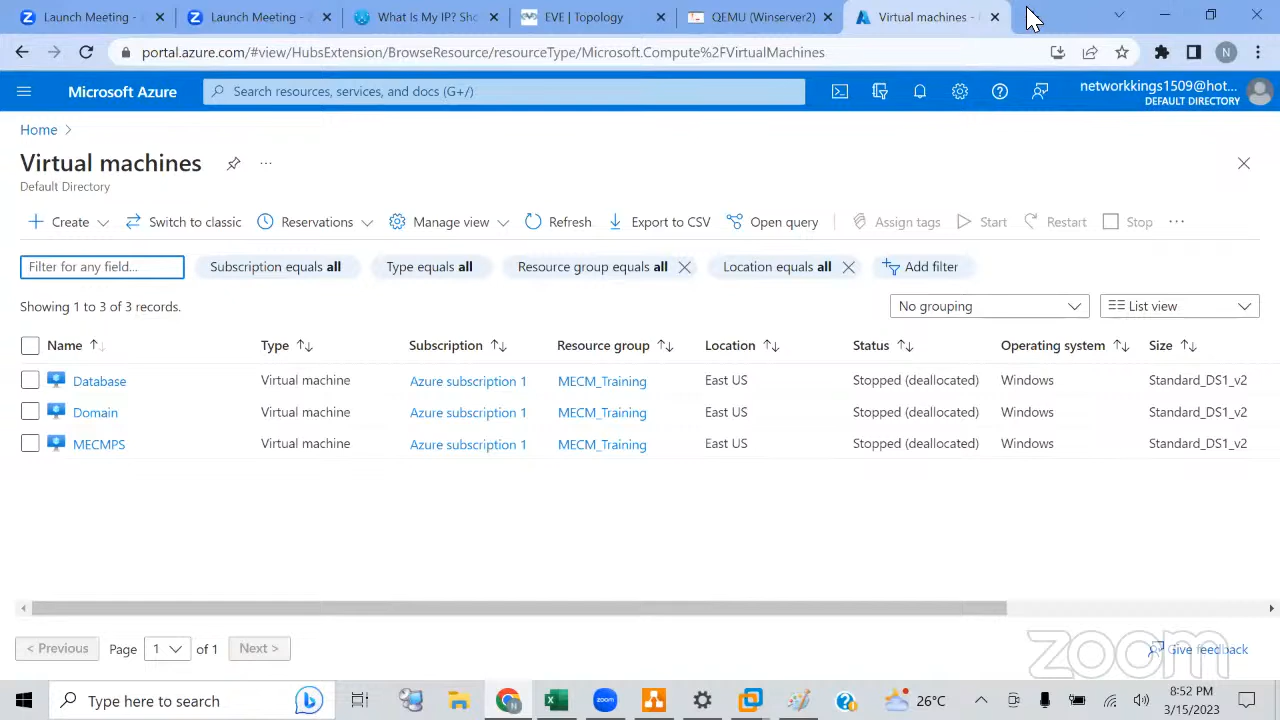 Launch Meeting -
Launch Meeting -
What Is My IP? Sho
EVE | Topology
QEMU (Winserver2)
Virtual machines -
portal.azure.com/#view/HubsExtension/BrowseResource/resourceType/Microsoft.Compute%2FVirtualMachines
N
Microsoft Azure
Search resources, services, and docs (G+/)
networkkings1509@hot...
DEFAULT DIRECTORY
Home
Virtual machines
Default Directory
Create
Switch to classic
Reservations
Manage view
Refresh
Export to CSV
Open query
Assign tags
Start
Restart
Stop
Filter for any field...
Subscription equals all
Type equals all
Resource group equals all
Location equals all
Add filter
Showing 1 to 3 of 3 records.
No grouping
List view
Name Type Subscription Resource group Location Status Operating system Size
Database Virtual machine Azure subscription 1 MECM_Training East US Stopped (deallocated) Windows Standard_DS1_v2
Domain Virtual machine Azure subscription 1 MECM_Training East US Stopped (deallocated) Windows Standard_DS1_v2
MECMPS Virtual machine Azure subscription 1 MECM_Training East US Stopped (deallocated) Windows Standard_DS1_v2
< Previous Page 1 of 1 Next >
Give feedback
zoom
Type here to search
zoom
26°C
8:52 PM
3/15/2023